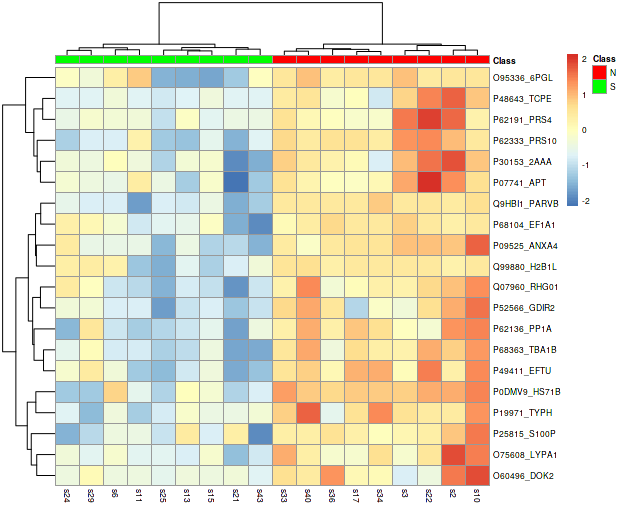 Class
Class
N
S
O95336_6PGL
P48643_TCPE
P62191_PRS4
P62333_PRS10
P30153_2AAA
P07741_APT
Q9HBI1_PARVB
P68104_EF1A1
P09525_ANXA4
Q99880_H2B1L
Q07960_RHG01
P52566_GDIR2
P62136_PP1A
P68363_TBA1B
P49411_EFTU
P0DMV9_HS71B
P19971_TYPH
P25815_S100P
O75608_LYPA1
O60496_DOK2
2
1
0
-1
-2
s24 s29 s6 s11 s25 s13 s15 s21 s43 s33 s40 s36 s17 s34 s3 s22 s2 s10